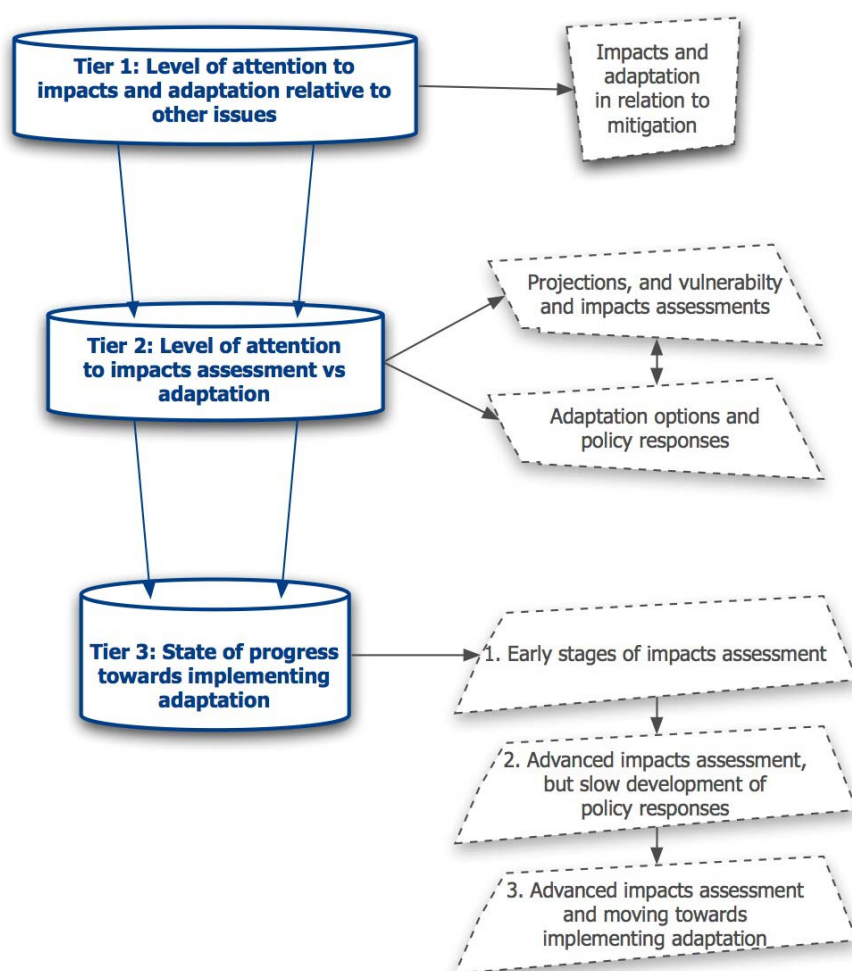 Tier 1: Level of attention to
impacts and adaptation relative to
other issues
Impacts and
adaptation
in relation to
mitigation
Tier 2: Level of attention
to impacts assessment vs
adaptation
Projections, and vulnerabilty
and impacts assessments
Adaptation options and
policy responses
Tier 3: State of progress
towards implementing
adaptation
1. Early stages of impacts assessment
2. Advanced impacts assessment,
but slow development of
policy responses
3. Advanced impacts assessment
and moving towards
implementing adaptation